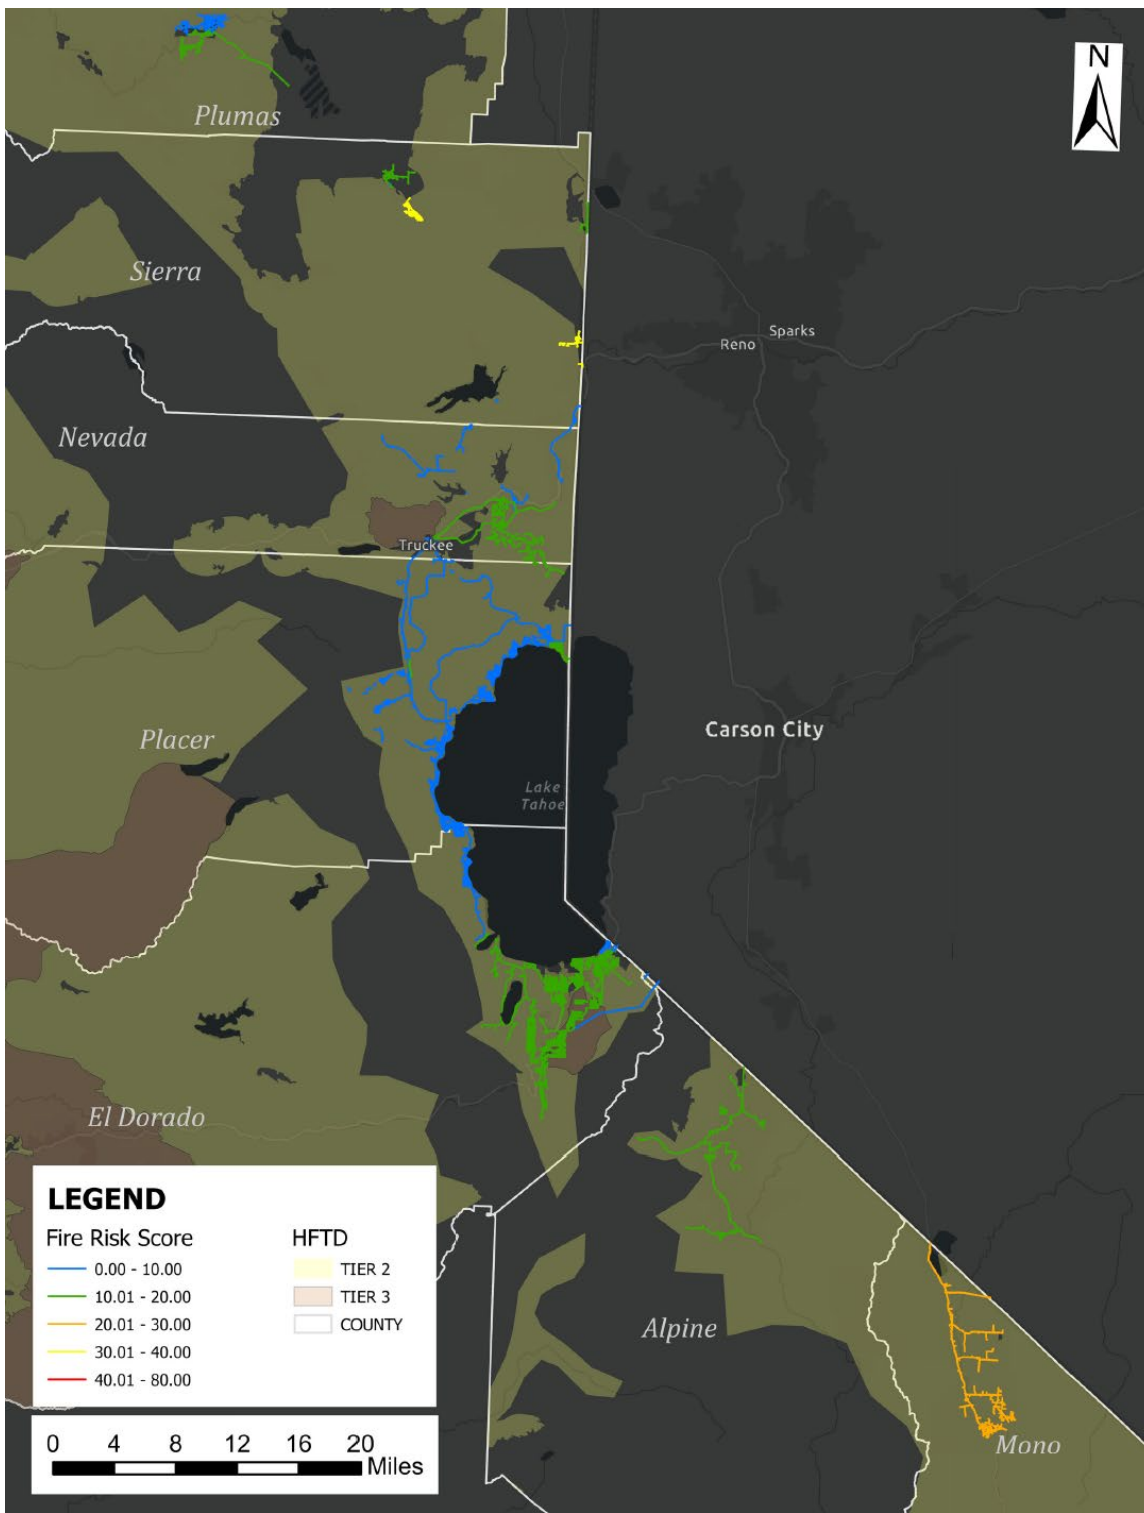 N
Plumas
Sierra
Sparks
Reno
Nevada
Truckee
Placer
Carson City
Lake
Tahoe
El Dorado
Alpine
Mono
LEGEND
Fire Risk Score
0.00 - 10.00
10.01 - 20.00
20.01 - 30.00
30.01 - 40.00
40.01 - 80.00
HFTD
TIER 2
TIER 3
COUNTY
0 4 8 12 16 20
Miles